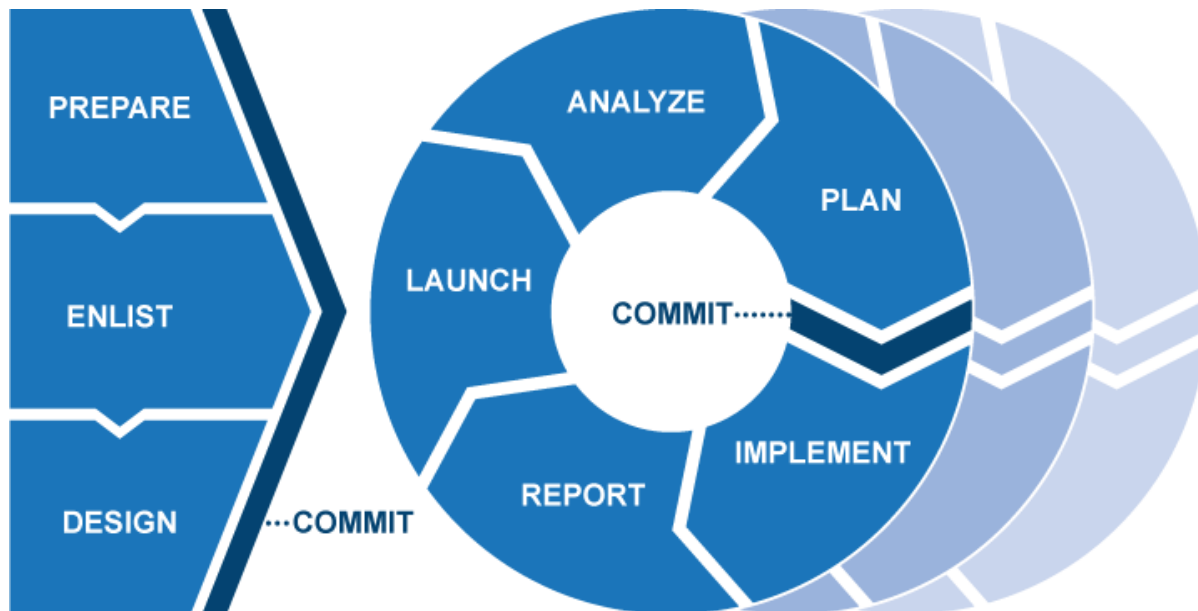 PREPARE
ENLIST
DESIGN
COMMIT
ANALYZE
PLAN
LAUNCH
COMMIT
IMPLEMENT
REPORT